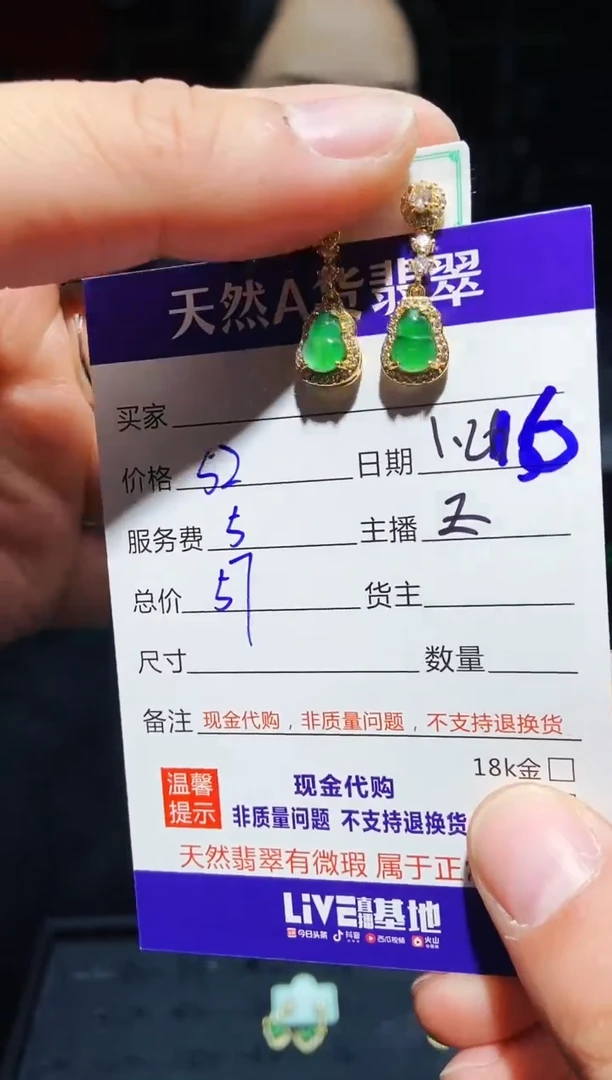 天然A货翡翠
买家
价格 52 日期
服务费 5 主播
总价 57 货主
尺寸 数量
备注 现金代购,非质量问题,不支持退换货
18k金
温馨提示
现金代购
非质量问题 不支持退换货
天然翡翠有微瑕 属于正
LiVE直播基地
今日头条 抖音 西瓜视频 火山